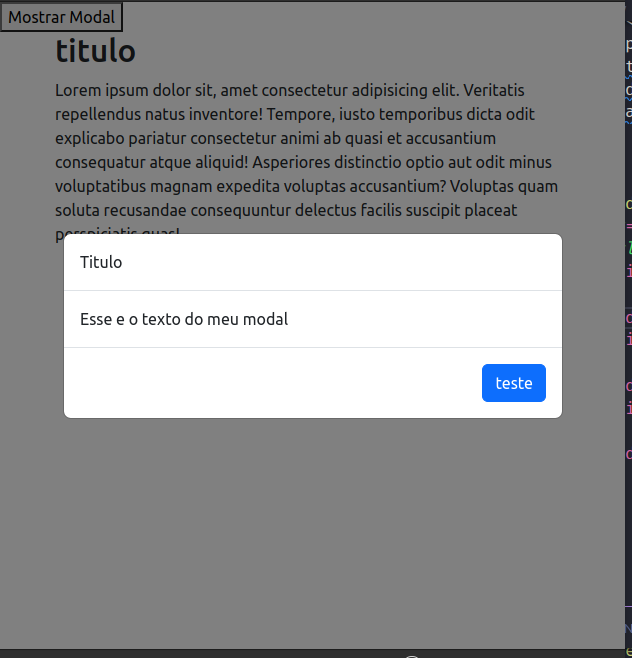 Mostrar Modal
titulo
Lorem ipsum dolor sit, amet consectetur adipisicing elit. Veritatis
repellendus natus inventore! Tempore, iusto temporibus dicta odit
explicabo pariatur consectetur animi ab quasi et accusantium
consequatur atque aliquid! Asperiores distinctio optio aut odit minus
voluptatibus magnam expedita voluptas accusantium? Voluptas quam
soluta recusandae consequuntur delectus facilis suscipit placeat
perspiciatis quasi
Titulo
Esse e o texto do meu modal
teste